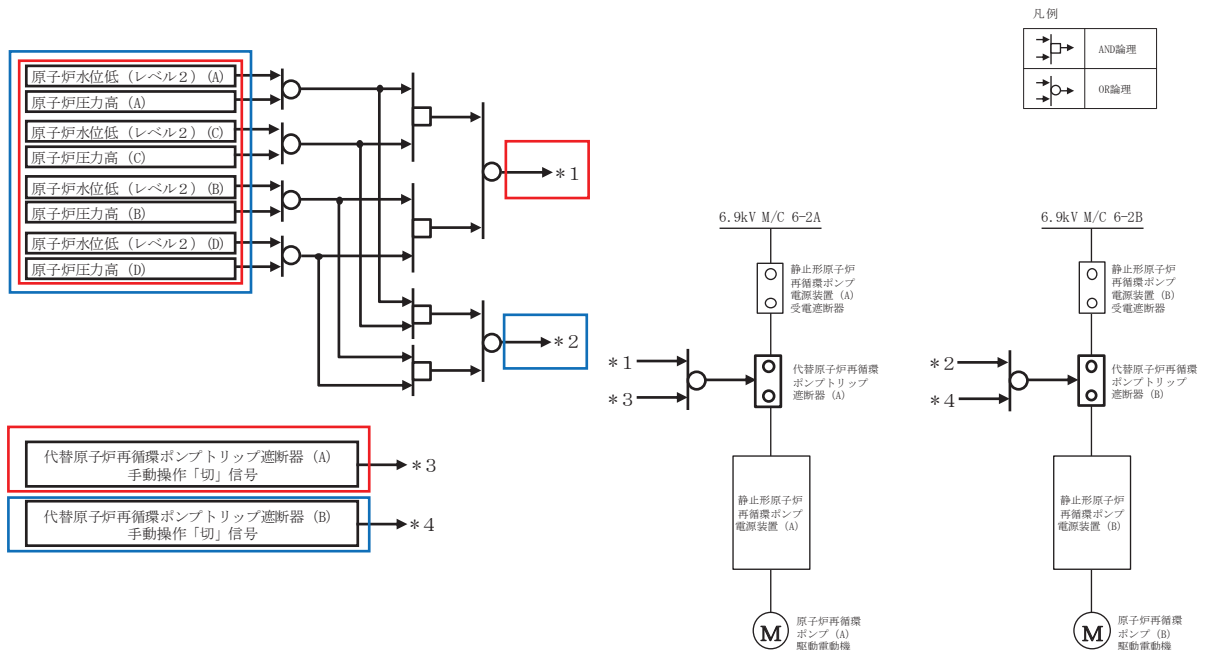 凡例
AND論理
OR論理
原子炉水位低（レベル２）(A)
原子炉圧力高 (A)
原子炉水位低（レベル２）(C)
原子炉圧力高 (C)
原子炉水位低（レベル２）(B)
原子炉圧力高 (B)
原子炉水位低（レベル２）(D)
原子炉圧力高 (D)
＊1
＊2
代替原子炉再循環ポンプトリップ遮断器 (A)
手動操作「切」信号
＊3
代替原子炉再循環ポンプトリップ遮断器 (B)
手動操作「切」信号
＊4
6.9kV M/C 6-2A
静止形原子炉
再循環ポンプ
電源装置 (A)
受電遮断器
＊1
＊3
代替原子炉再循環
ポンプトリップ
遮断器 (A)
静止形原子炉
再循環ポンプ
電源装置 (A)
M
原子炉再循環
ポンプ (A)
駆動電動機
6.9kV M/C 6-2B
静止形原子炉
再循環ポンプ
電源装置 (B)
受電遮断器
＊2
＊4
代替原子炉再循環
ポンプトリップ
遮断器 (B)
静止形原子炉
再循環ポンプ
電源装置 (B)
M
原子炉再循環
ポンプ (B)
駆動電動機